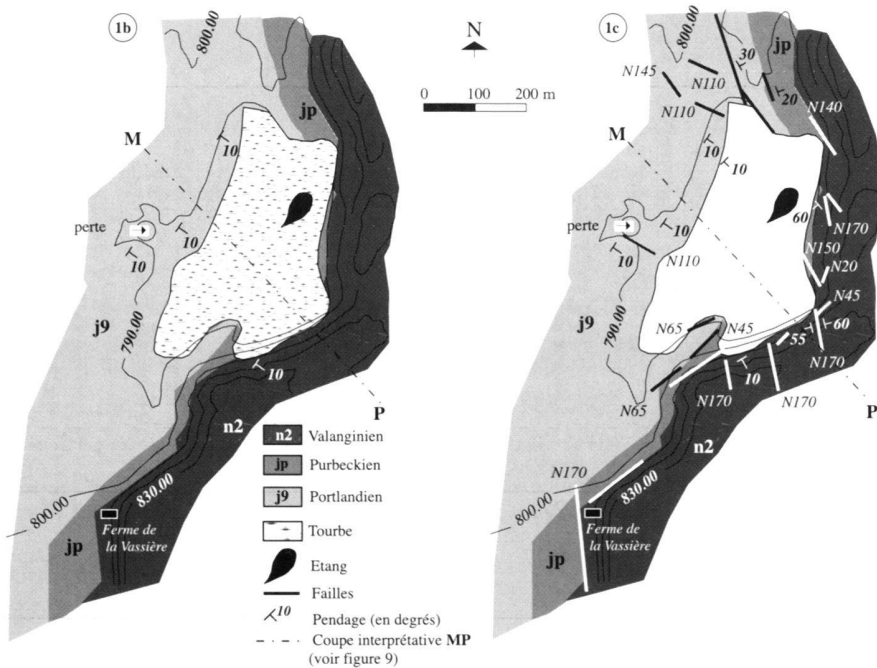 1b
800.00
jp
M
10
10
perte
10
10
j9
790.00
10
P
n2
800.00
830.00
Ferme de
la Vassière
jp
N
0 100 200 m
n2 Valanginien
jp Purbeckien
j9 Portlandien
Tourbe
Etang
Failles
10 Pendage (en degrés)
Coupe interprétative MP
(voir figure 9)
1c
800.00
jp
30
N145
N110
N110
20
N140
M
10
10
perte
10
10
N110
60
N170
N150
N20
j9
790.00
N65
N45
N45
55
60
N170
10
N65
N170
N170
P
n2
N170
800.00
830.00
Ferme de
la Vassière
jp